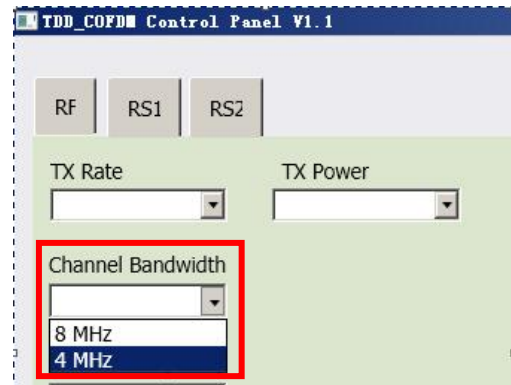 TDD_COFDM Control Panel V1.1
RF RS1 RS2
TX Rate TX Power
Channel Bandwidth
8 MHz
4 MHz